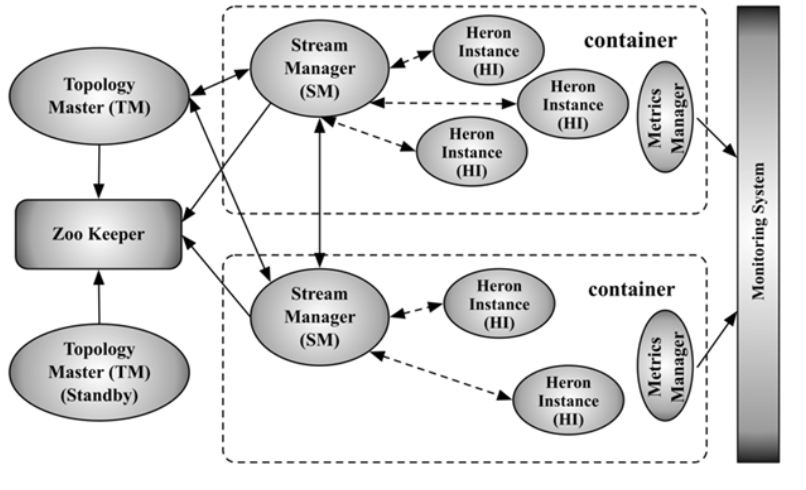 Topology
Master (TM)
Zoo Keeper
Topology
Master (TM)
(Standby)
Stream
Manager
(SM)
Heron
Instance
(HI)
Heron
Instance
(HI)
Heron
Instance
(HI)
container
Metrics
Manager
Stream
Manager
(SM)
Heron
Instance
(HI)
Heron
Instance
(HI)
container
Metrics
Manager
Monitoring System